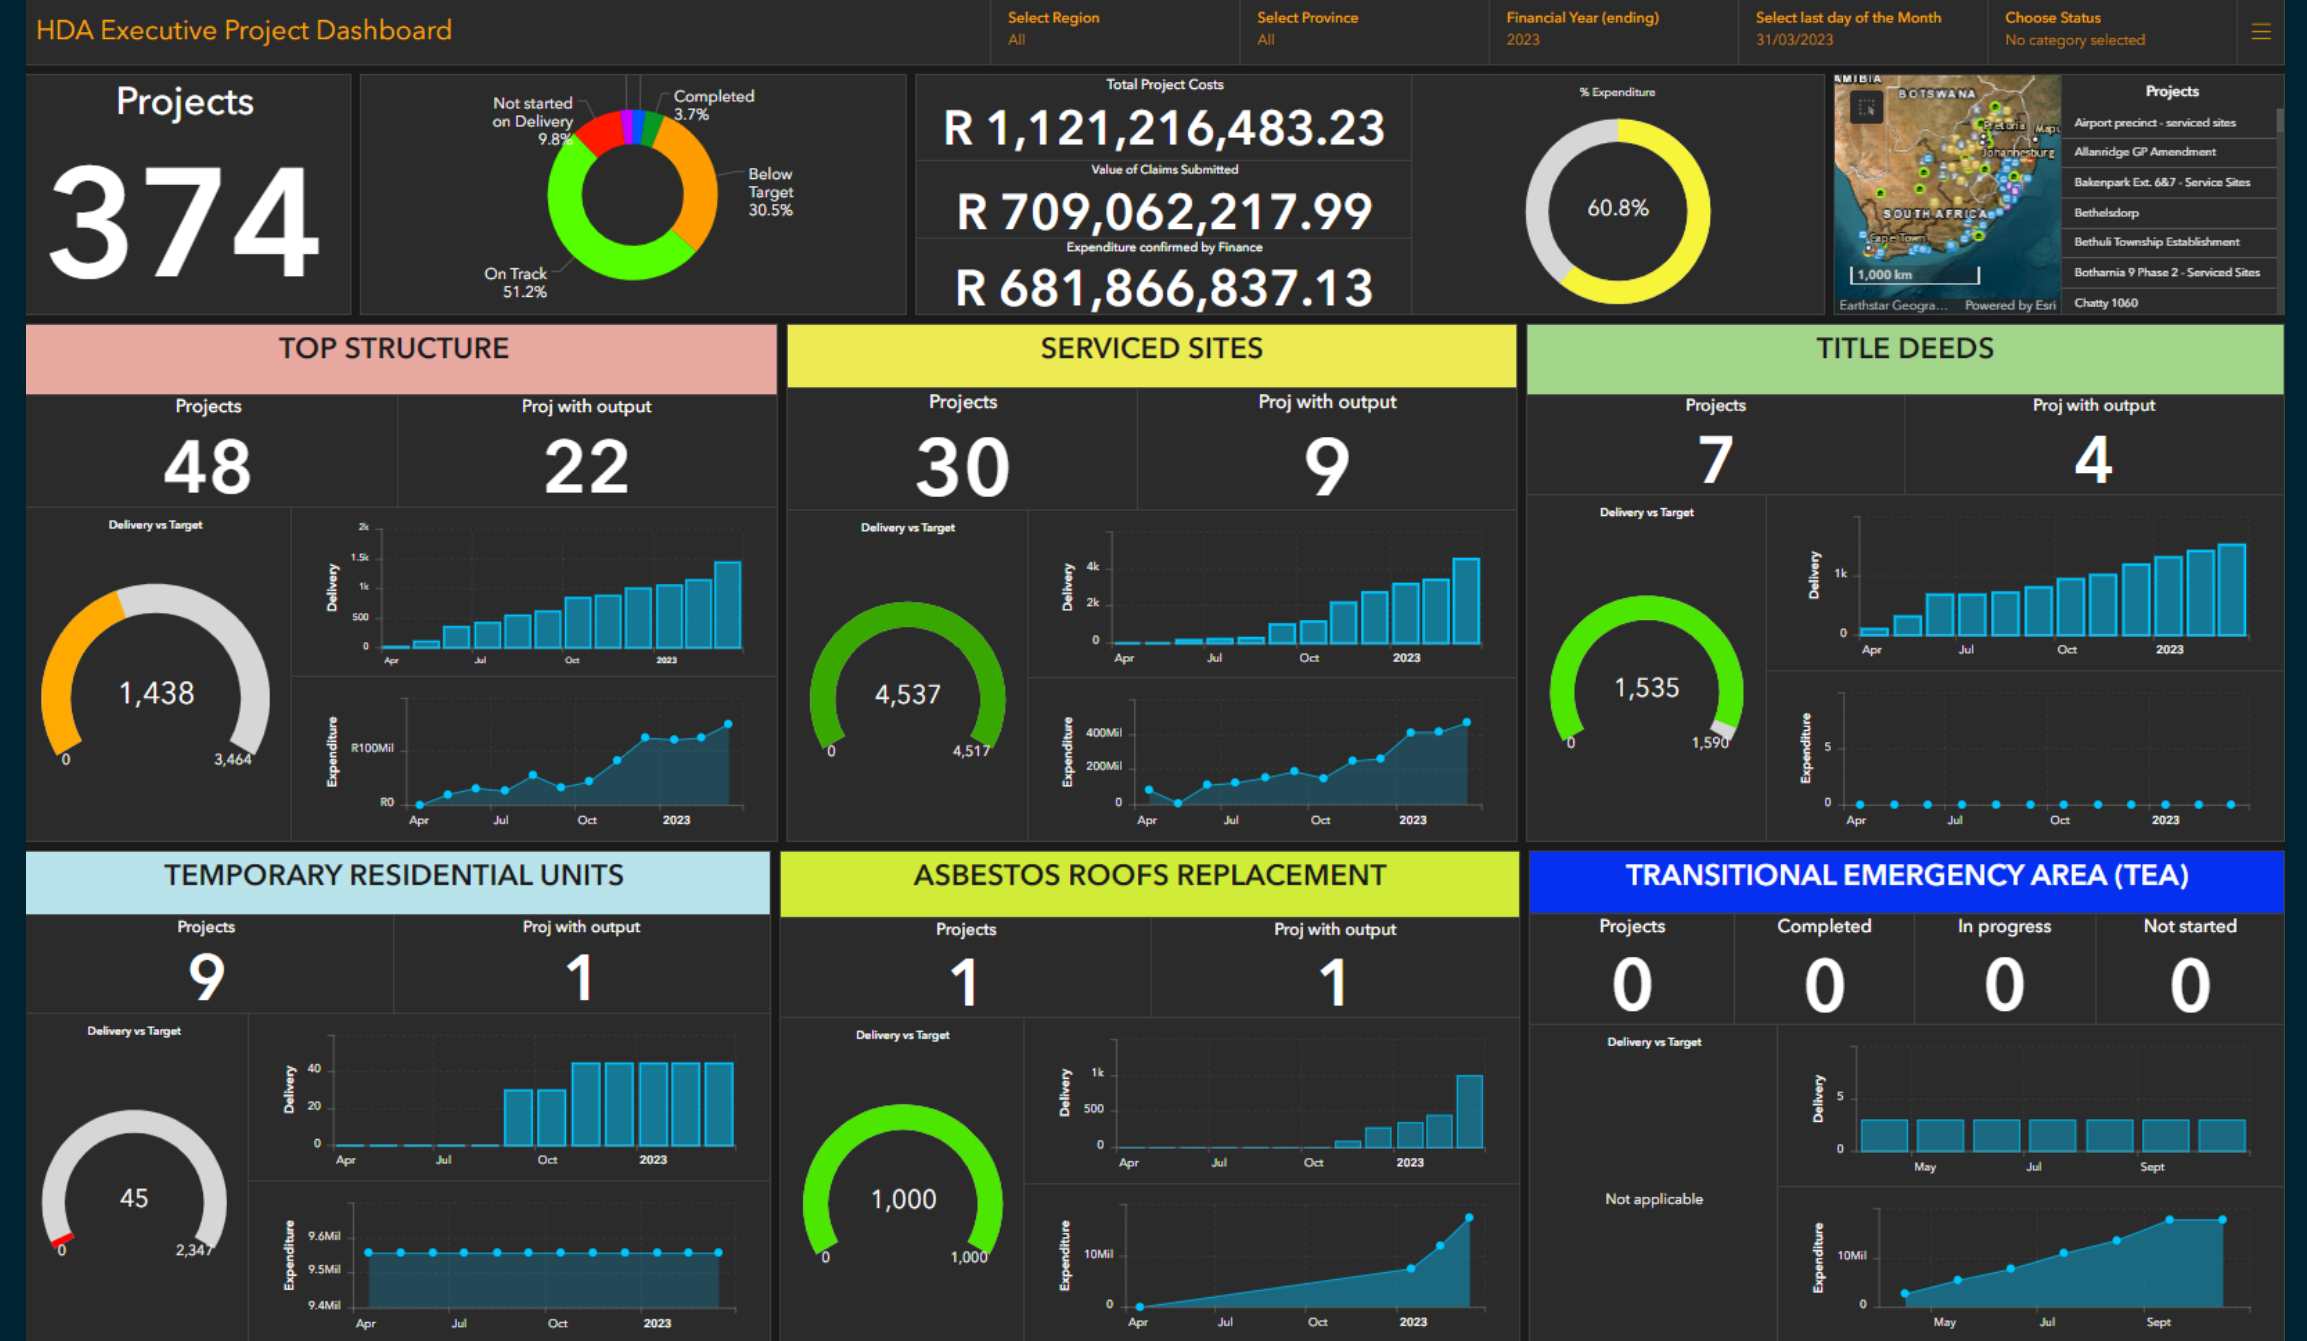 HDA Executive Project Dashboard
Select Region
All
Select Province
All
Financial Year (ending)
2023
Select last day of the Month
31/03/2023
Choose Status
No category selected
Projects
374
Not started
on Delivery
9.8%
Completed
3.7%
Below
Target
30.5%
On Track
51.2%
Total Project Costs
R 1,121,216,483.23
Value of Claims Submitted
R 709,062,217.99
Expenditure confirmed by Finance
R 681,866,837.13
% Expenditure
60.8%
AMIBIA
BOTSWANA
Pretoria
Johannesburg
SOUTH AFRICA
Cape Town
1,000 km
Earthstar Geogra...
Powered by Esri
Projects
Airport precinct - serviced sites
Allanridge GP Amendment
Bakenpark Ext. 6&7 - Service Sites
Bethelsdorp
Bethuli Township Establishment
Botharnia 9 Phase 2 - Serviced Sites
Chatty 1060
TOP STRUCTURE
Projects
48
Proj with output
22
Delivery vs Target
1,438
0
3,464
Delivery
2k
1.5k
1k
500
0
Apr
Jul
Oct
2023
Expenditure
R100Mil
R0
Apr
Jul
Oct
2023
SERVICED SITES
Projects
30
Proj with output
9
Delivery vs Target
4,537
0
4,517
Delivery
4k
2k
0
Apr
Jul
Oct
2023
Expenditure
400Mil
200Mil
0
Apr
Jul
Oct
2023
TITLE DEEDS
Projects
7
Proj with output
4
Delivery vs Target
1,535
0
1,590
Delivery
1k
0
Apr
Jul
Oct
2023
Expenditure
5
0
Apr
Jul
Oct
2023
TEMPORARY RESIDENTIAL UNITS
Projects
9
Proj with output
1
Delivery vs Target
45
0
2,347
Delivery
40
20
0
Apr
Jul
Oct
2023
Expenditure
9.6Mil
9.5Mil
9.4Mil
Apr
Jul
Oct
2023
ASBESTOS ROOFS REPLACEMENT
Projects
1
Proj with output
1
Delivery vs Target
1,000
0
1,000
Delivery
1k
500
0
Apr
Jul
Oct
2023
Expenditure
10Mil
0
Apr
Jul
Oct
2023
TRANSITIONAL EMERGENCY AREA (TEA)
Projects
0
Completed
0
In progress
0
Not started
0
Delivery vs Target
Not applicable
Delivery
5
0
May
Jul
Sept
Expenditure
10Mil
0
May
Jul
Sept